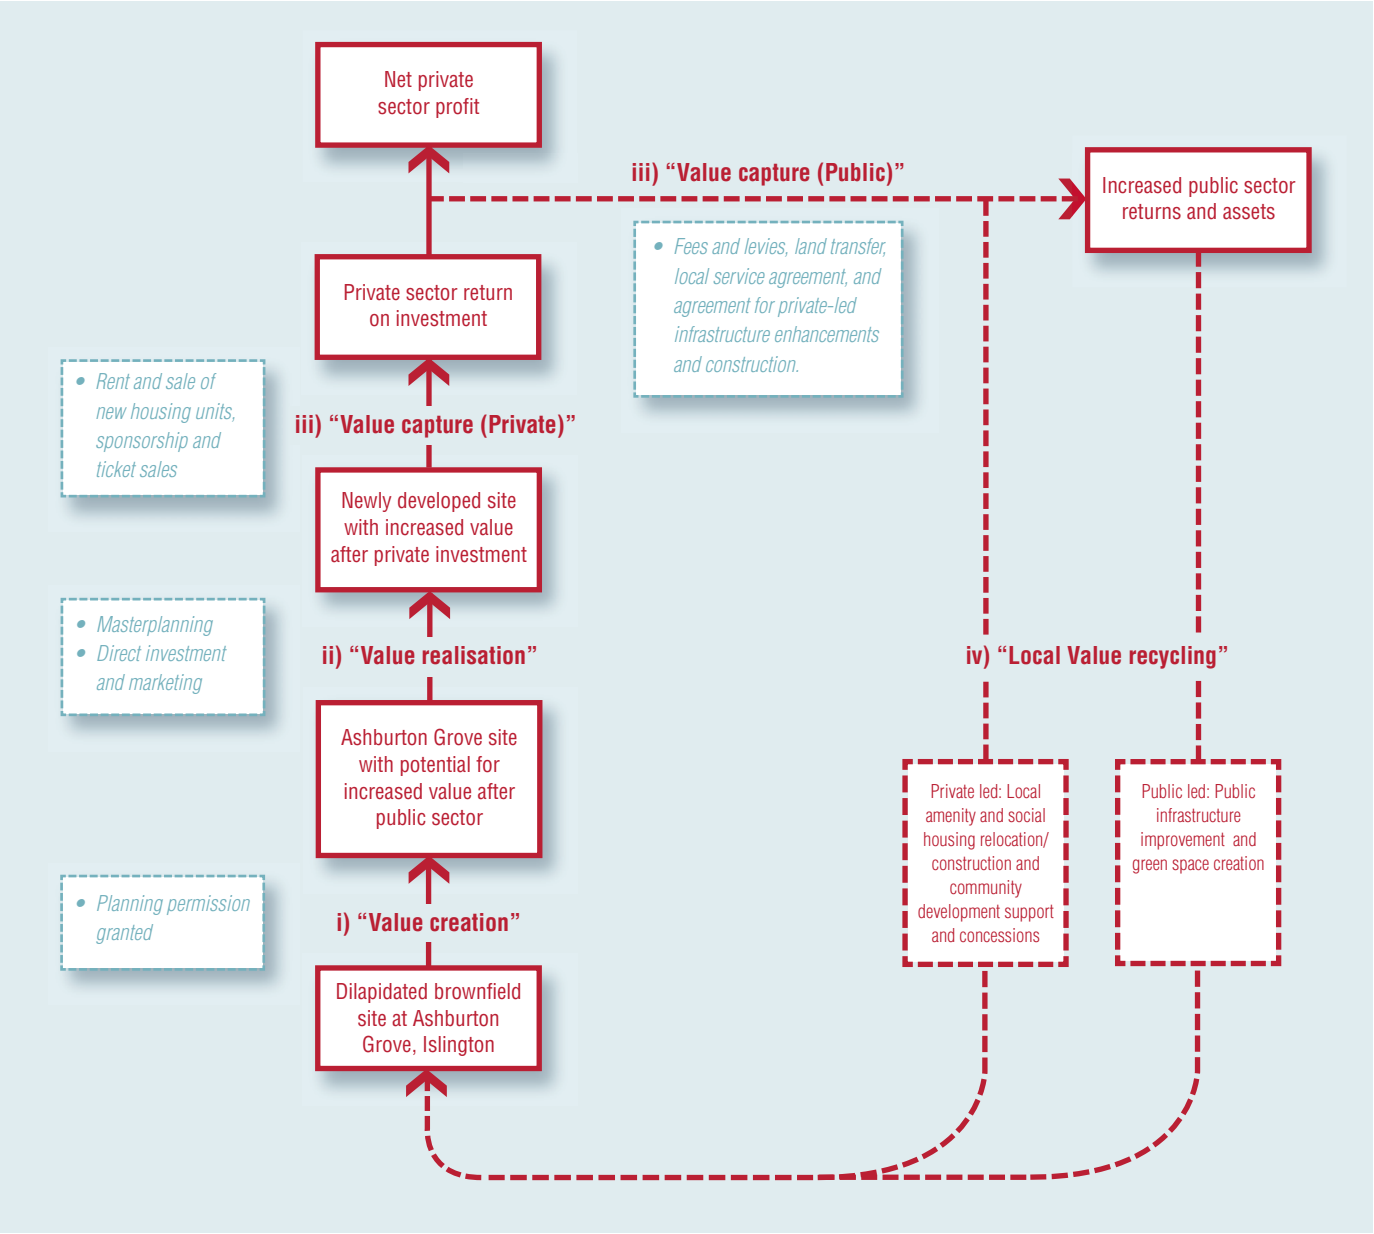 Net private
sector profit
iii) “Value capture (Public)”
Increased public sector
returns and assets
• Fees and levies, land transfer,
local service agreement, and
agreement for private-led
infrastructure enhancements
and construction.
Private sector return
on investment
• Rent and sale of
new housing units,
sponsorship and
ticket sales
iii) “Value capture (Private)”
Newly developed site
with increased value
after private investment
• Masterplanning
• Direct investment
and marketing
ii) “Value realisation”
iv) “Local Value recycling”
Ashburton Grove site
with potential for
increased value after
public sector
Private led: Local
amenity and social
housing relocation/
construction and
community
development support
and concessions
Public led: Public
infrastructure
improvement and
green space creation
• Planning permission
granted
i) “Value creation”
Dilapidated brownfield
site at Ashburton
Grove, Islington